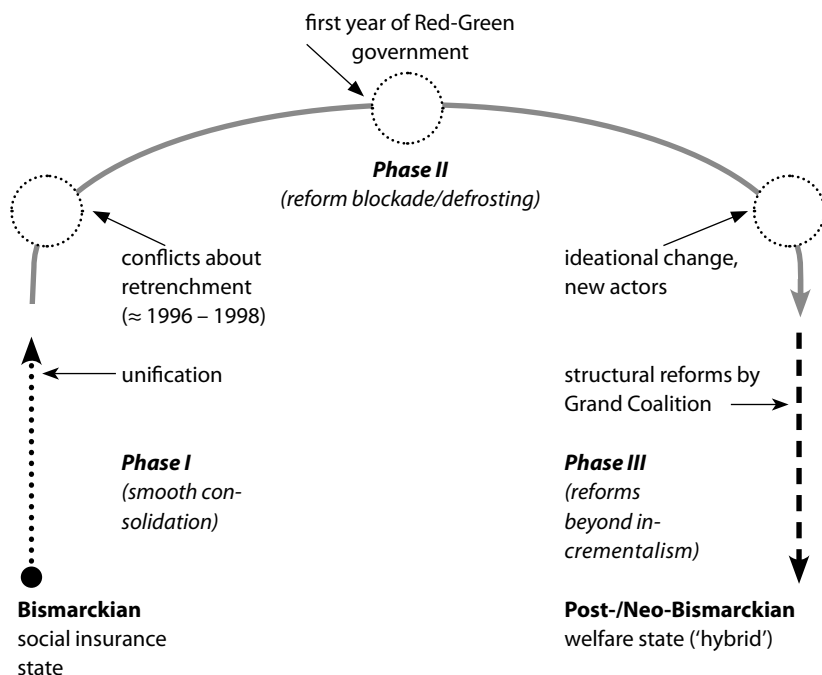 first year of Red-Green
government
Phase II
(reform blockade/defrosting)
conflicts about
retrenchment
(≈ 1996 – 1998)
ideational change,
new actors
unification
structural reforms by
Grand Coalition
Phase I
(smooth con-
solidation)
Phase III
(reforms
beyond in-
crementalism)
Bismarckian
social insurance
state
Post-/Neo-Bismarckian
welfare state (‘hybrid’)